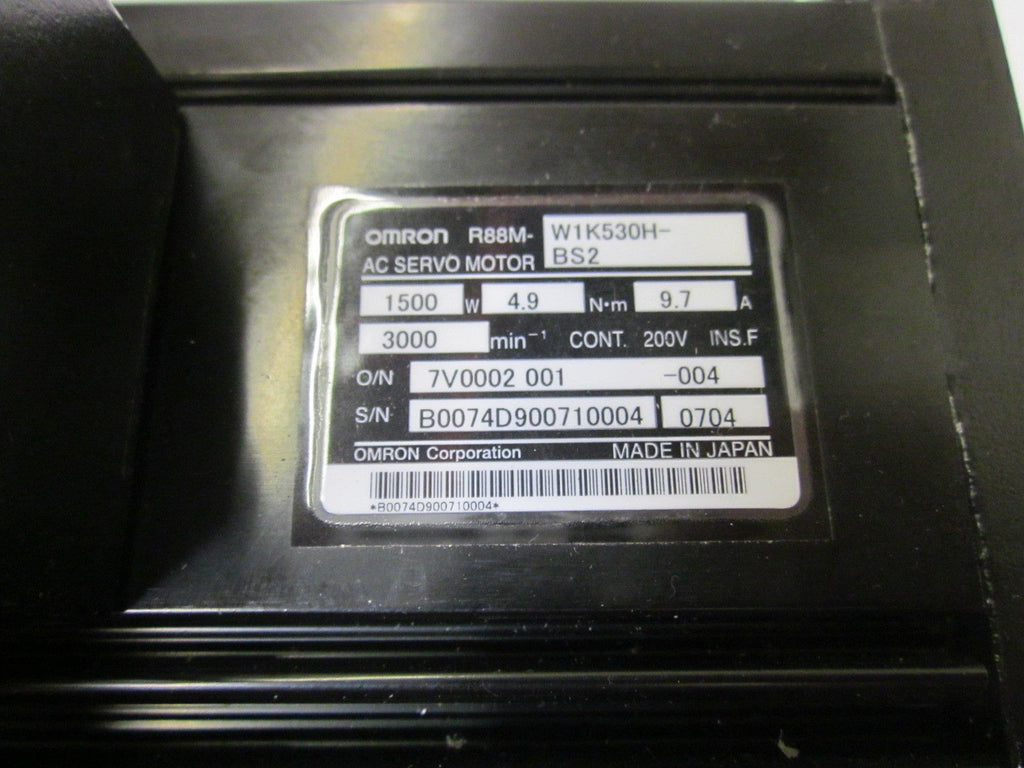 OMRON R88M- W1K530H-
AC SERVO MOTOR BS2
1500 W 4.9 N·m 9.7 A
3000 min⁻¹ CONT. 200V INS.F
O/N 7V0002 001 -004
S/N B0074D900710004 0704
OMRON Corporation MADE IN JAPAN
*B0074D900710004*